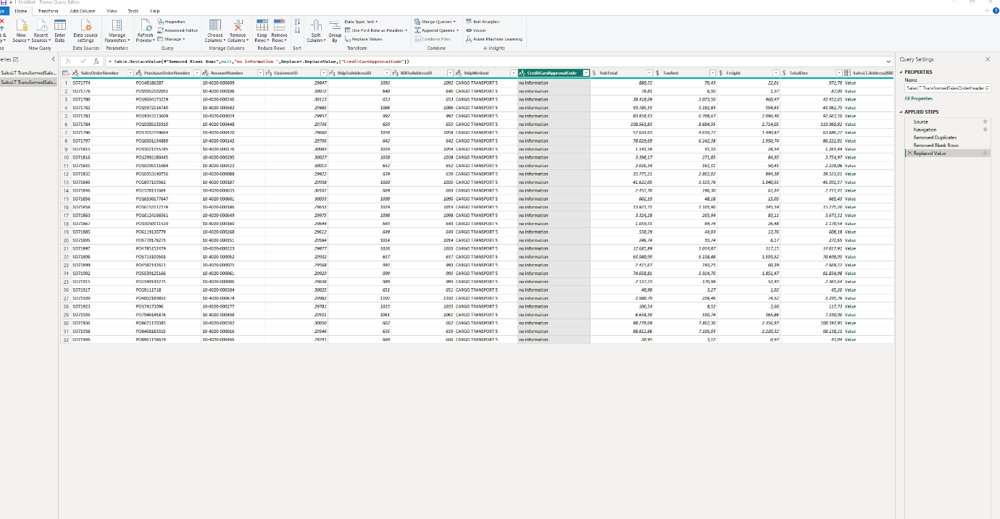 Untitled - Power Query Editor
Home Transform Add Column View Tools Help
New Source Recent Sources Enter Data
New Query
Data source settings
Data Sources
Manage Parameters
Parameters
Refresh Preview
Properties
Advanced Editor
Manage
Query
Choose Columns Remove Columns
Manage Columns
Keep Rows Remove Rows
Reduce Rows
Sort
Split Column Group By
Data Type: Text
Use First Row as Headers
Replace Values
Transform
Merge Queries
Append Queries
Combine Files
Combine
Text Analytics
Vision
Azure Machine Learning
AI Insights
eries [2]
SalesLT TransformedSale...
SalesLT TransformedSale...
= Table.ReplaceValue(#"Removed Blank Rows",null,"no information ",Replacer.ReplaceValue,{"CreditCardApprovalCode"})
SalesOrderNumber PurchaseOrderNumber AccountNumber CustomerID ShipToAddressID BillToAddressID ShipMethod CreditCardApprovalCode SubTotal TaxAmt Freight TotalDue SalesLT.Address(Bill
1 SO71774 PO348186287 10-4020-000609 29847 1092 1092 CARGO TRANSPORT 5 no information 880,35 70,43 22,01 972,79 Value
2 SO71776 PO19952192051 10-4020-000106 30072 640 640 CARGO TRANSPORT 5 no information 78,81 6,30 1,97 87,09 Value
3 SO71780 PO19604173239 10-4020-000340 30113 653 653 CARGO TRANSPORT 5 no information 38.418,69 3.073,50 960,47 42.452,65 Value
4 SO71782 PO19372114749 10-4020-000582 29485 1086 1086 CARGO TRANSPORT 5 no information 39.785,33 3.182,83 994,63 43.962,79 Value
5 SO71783 PO19343113609 10-4020-000024 29957 992 992 CARGO TRANSPORT 5 no information 83.858,43 6.708,67 2.096,46 92.663,56 Value
6 SO71784 PO19285135919 10-4020-000448 29736 659 659 CARGO TRANSPORT 5 no information 108.561,83 8.684,95 2.714,05 119.960,82 Value
7 SO71796 PO17052159664 10-4020-000420 29660 1058 1058 CARGO TRANSPORT 5 no information 57.634,63 4.610,77 1.440,87 63.686,27 Value
8 SO71797 PO16501134889 10-4020-000142 29796 642 642 CARGO TRANSPORT 5 no information 78.029,69 6.242,38 1.950,74 86.222,81 Value
9 SO71815 PO13021155785 10-4020-000276 30089 1034 1034 CARGO TRANSPORT 5 no information 1.141,58 91,33 28,54 1.261,44 Value
10 SO71816 PO12992180445 10-4020-000295 30027 1038 1038 CARGO TRANSPORT 5 no information 3.398,17 271,85 84,95 3.754,97 Value
11 SO71831 PO10295111084 10-4020-000522 30019 652 652 CARGO TRANSPORT 5 no information 2.016,34 161,31 50,41 2.228,06 Value
12 SO71832 PO10353140756 10-4020-000088 29922 639 639 CARGO TRANSPORT 5 no information 35.775,21 2.862,02 894,38 39.531,61 Value
13 SO71845 PO2697119362 10-4020-000187 29938 1020 1020 CARGO TRANSPORT 5 no information 41.622,05 3.329,76 1.040,55 45.992,37 Value
14 SO71846 PO2378131604 10-4020-000635 30102 669 669 CARGO TRANSPORT 5 no information 2.453,76 196,30 61,34 2.711,41 Value
15 SO71856 PO16530177647 10-4020-000601 30033 1090 1090 CARGO TRANSPORT 5 no information 602,19 48,18 15,05 665,43 Value
16 SO71858 PO16153112278 10-4020-000186 29653 1019 1019 CARGO TRANSPORT 5 no information 13.823,71 1.105,90 345,59 15.275,20 Value
17 SO71863 PO16124166561 10-4020-000649 29975 1098 1098 CARGO TRANSPORT 5 no information 3.324,28 265,94 83,11 3.673,32 Value
18 SO71867 PO13050111529 10-4020-000160 29644 643 643 CARGO TRANSPORT 5 no information 1.059,31 84,74 26,48 1.170,54 Value
19 SO71885 PO6119130779 10-4020-000268 29612 649 649 CARGO TRANSPORT 5 no information 550,39 44,03 13,76 608,18 Value
20 SO71895 PO5770176273 10-4020-000151 29584 1014 1014 CARGO TRANSPORT 5 no information 246,74 19,74 6,17 272,65 Value
21 SO71897 PO4785152479 10-4020-000223 29877 1026 1026 CARGO TRANSPORT 5 no information 12.685,89 1.014,87 317,15 14.017,91 Value
22 SO71898 PO5713190501 10-4020-000052 29932 637 637 CARGO TRANSPORT 5 no information 63.980,99 5.118,48 1.599,52 70.698,99 Value
23 SO71899 PO4582142611 10-4020-000025 29568 993 993 CARGO TRANSPORT 5 no information 2.415,67 193,25 60,39 2.669,32 Value
24 SO71902 PO5539125166 10-4020-000061 29929 999 999 CARGO TRANSPORT 5 no information 74.058,81 5.924,70 1.851,47 81.834,98 Value
25 SO71915 PO2349143275 10-4020-000006 29638 989 989 CARGO TRANSPORT 5 no information 2.137,23 170,98 53,43 2.361,64 Value
26 SO71917 PO29111718 10-4020-000304 30025 651 651 CARGO TRANSPORT 5 no information 40,90 3,27 1,02 45,20 Value
27 SO71920 PO4002189853 10-4020-000674 29982 1102 1102 CARGO TRANSPORT 5 no information 2.980,79 238,46 74,52 3.293,78 Value
28 SO71923 PO174173096 10-4020-000277 29781 1035 1035 CARGO TRANSPORT 5 no information 106,54 8,52 2,66 117,73 Value
29 SO71935 PO7946145876 10-4020-000438 29531 1061 1061 CARGO TRANSPORT 5 no information 6.634,30 530,74 165,86 7.330,90 Value
30 SO71936 PO8671170385 10-4020-000502 30050 662 662 CARGO TRANSPORT 5 no information 98.278,69 7.862,30 2.456,97 108.597,95 Value
31 SO71938 PO8468183315 10-4020-000016 29546 635 635 CARGO TRANSPORT 5 no information 88.812,86 7.105,03 2.220,32 98.138,21 Value
32 SO71946 PO8961158629 10-4020-000466 29741 660 660 CARGO TRANSPORT 5 no information 38,95 3,12 0,97 43,04 Value
Query Settings
PROPERTIES
Name
SalesLT TransformedSalesOrderHeader
All Properties
APPLIED STEPS
Source
Navigation
Removed Duplicates
Removed Blank Rows
Replaced Value